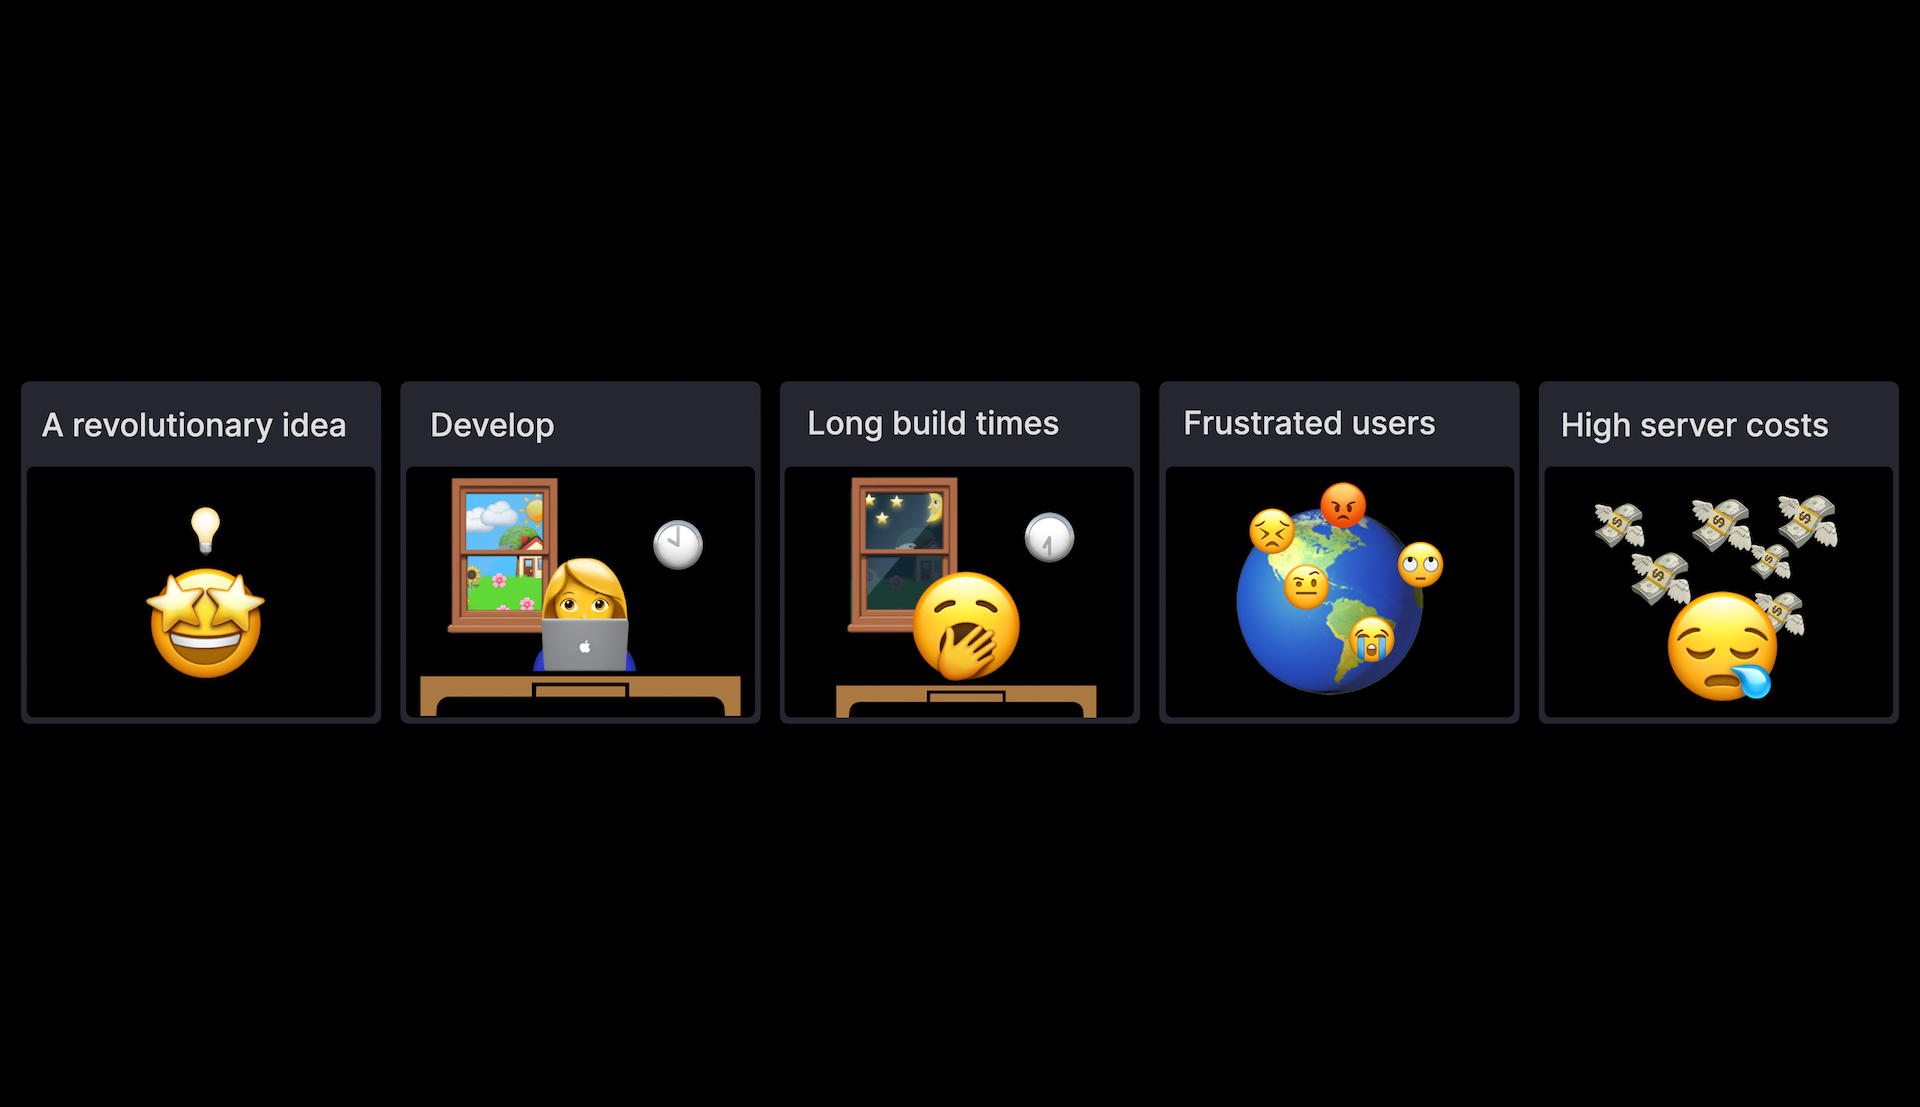 A revolutionary idea
Develop
Long build times
Frustrated users
High server costs